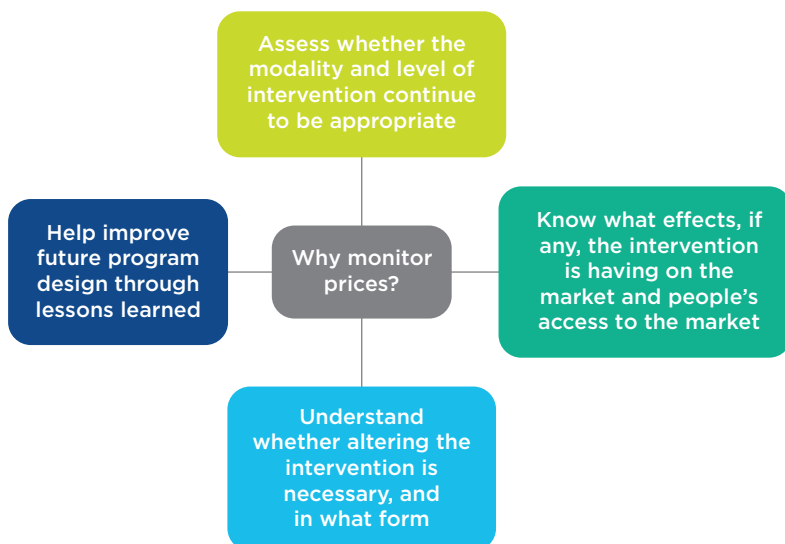 Assess whether the
modality and level of
intervention continue
to be appropriate
Help improve
future program
design through
lessons learned
Why monitor
prices?
Know what effects, if
any, the intervention
is having on the
market and people's
access to the market
Understand
whether altering the
intervention is
necessary, and
in what form